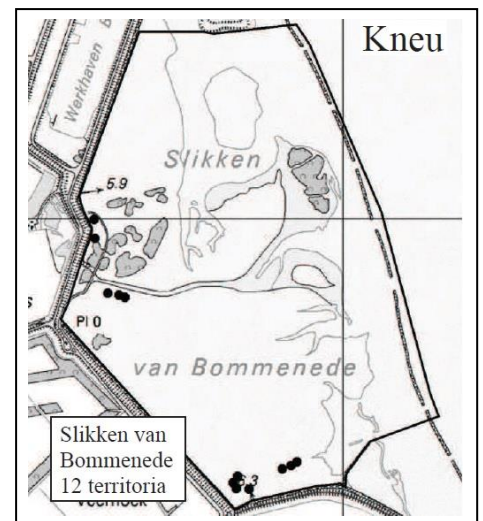 Kneu
Werkhaven
Slikken
5.9
Pl 0
van Bommenede
Slikken van
Bommenede
12 territoria